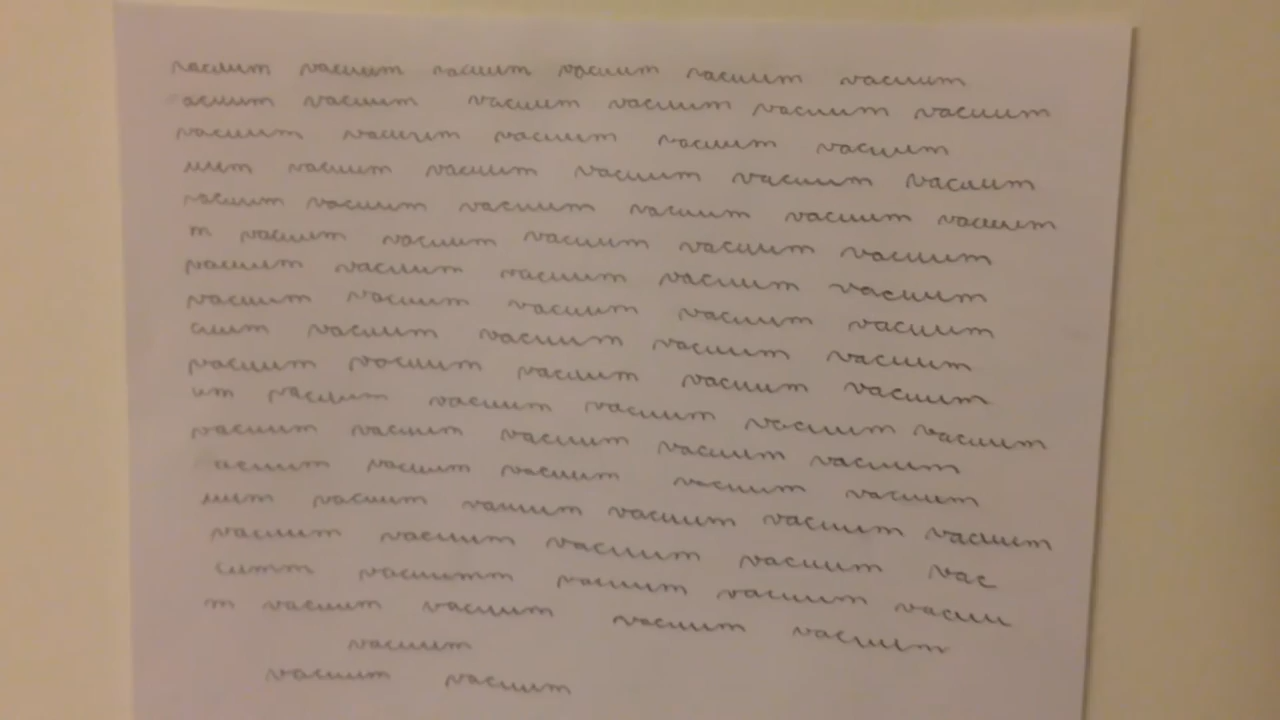 vacuum vacuum vacuum vacuum vacuum vacuum
acuum vacuum vacuum vacuum vacuum vacuum
vacuum vacuum vacuum vacuum vacuum
uum vacuum vacuum vacuum vacuum vacuum
vacuum vacuum vacuum vacuum vacuum vacuum
m vacuum vacuum vacuum vacuum vacuum
vacuum vacuum vacuum vacuum vacuum
vacuum vacuum vacuum vacuum vacuum
cuum vacuum vacuum vacuum vacuum
vacuum vacuum vacuum vacuum vacuum
um vacuum vacuum vacuum vacuum vacuum
vacuum vacuum vacuum vacuum vacuum
acuum vacuum vacuum vacuum vacuum
uum vacuum vacuum vacuum vacuum vacuum
vacuum vacuum vacuum vacuum vac
cumm vacuumm vacuum vacuum vacuu
m vacuum vacuum vacuum vacuum
vacuum
vacuum vacuum